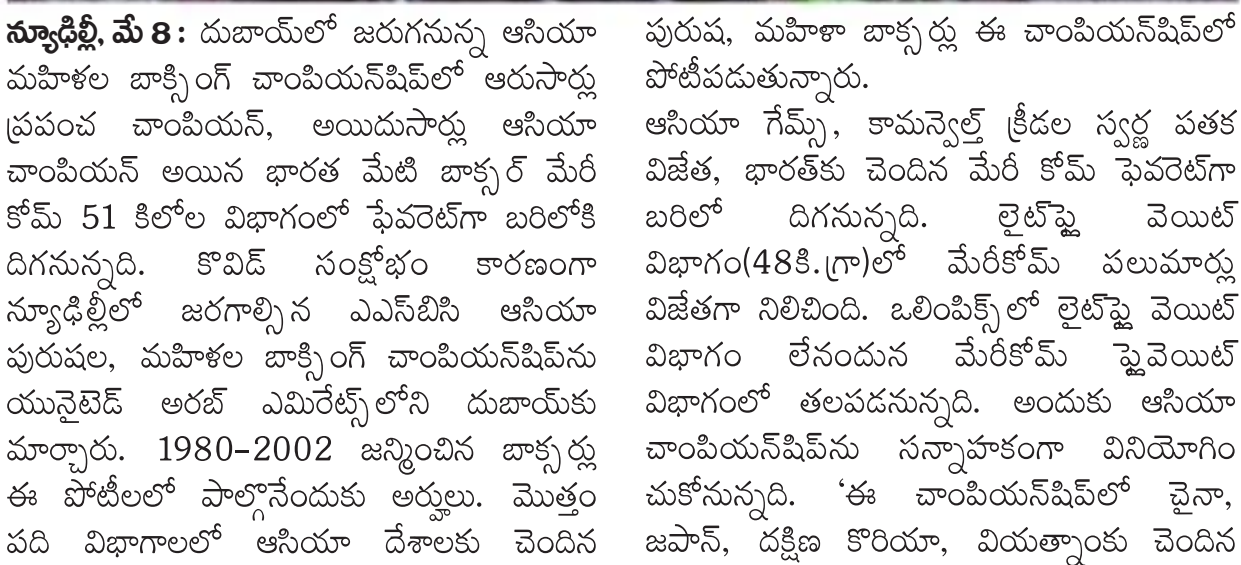 న్యూఢిల్లీ, మే 8 : దుబాయ్‌లో జరుగనున్న ఆసియా
మహిళల బాక్సింగ్ చాంపియన్‌షిప్‌లో ఆరుసార్లు
ప్రపంచ చాంపియన్, అయిదుసార్లు ఆసియా
చాంపియన్ అయిన భారత మేటి బాక్సర్ మేరీ
కోమ్ 51 కిలోల విభాగంలో ఫేవరెట్‌గా బరిలోకి
దిగనున్నది. కొవిడ్ సంక్షోభం కారణంగా
న్యూఢిల్లీలో జరగాల్సిన ఎఎస్‌బిసి ఆసియా
పురుషల, మహిళల బాక్సింగ్ చాంపియన్‌షిప్‌ను
యునైటెడ్ అరబ్ ఎమిరేట్స్‌లోని దుబాయ్‌కు
మార్చారు. 1980–2002 జన్మించిన బాక్సర్లు
ఈ పోటీలలో పాల్గొనేందుకు అర్హులు. మొత్తం
పది విభాగాలలో ఆసియా దేశాలకు చెందిన
పురుష, మహిళా బాక్సర్లు ఈ చాంపియన్‌షిప్‌లో
పోటీపడుతున్నారు.
ఆసియా గేమ్స్, కామన్వెల్త్ క్రీడల స్వర్ణ పతక
విజేత, భారత్‌కు చెందిన మేరీ కోమ్ ఫెవరెట్‌గా
బరిలో దిగనున్నది. లైట్‌ఫ్లై వెయిట్
విభాగం(48కి.గ్రా)లో మేరీకోమ్ పలుమార్లు
విజేతగా నిలిచింది. ఒలింపిక్స్‌లో లైట్‌ఫ్లై వెయిట్
విభాగం లేనందున మేరీకోమ్ ఫ్లైవెయిట్
విభాగంలో తలపడనున్నది. అందుకు ఆసియా
చాంపియన్‌షిప్‌ను సన్నాహకంగా వినియోగిం
చుకోనున్నది. ‘ఈ చాంపియన్‌షిప్‌లో చైనా,
జపాన్, దక్షిణ కొరియా, వియత్నాంకు చెందిన